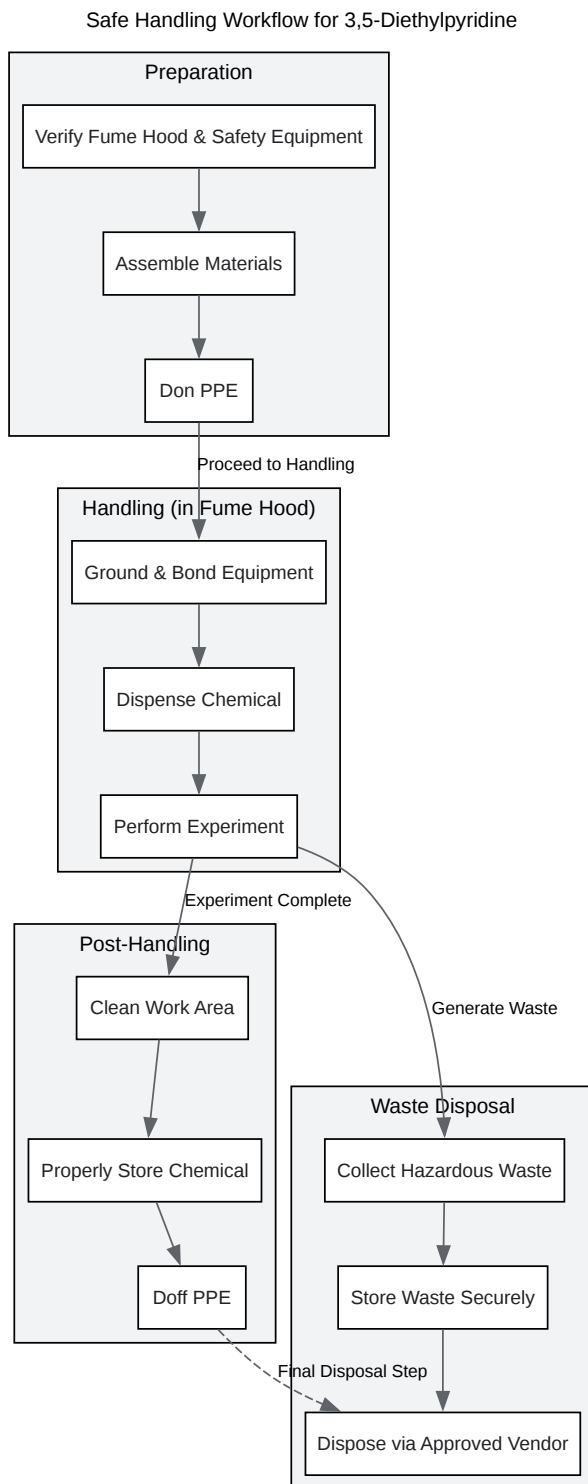 Safe Handling Workflow for 3,5-Diethylpyridine
Preparation
Verify Fume Hood & Safety Equipment
Assemble Materials
Don PPE
Proceed to Handling
Handling (in Fume Hood)
Ground & Bond Equipment
Dispense Chemical
Perform Experiment
Experiment Complete
Post-Handling
Clean Work Area
Generate Waste
Waste Disposal
Properly Store Chemical
Collect Hazardous Waste
Doff PPE
Store Waste Securely
Final Disposal Step
Dispose via Approved Vendor